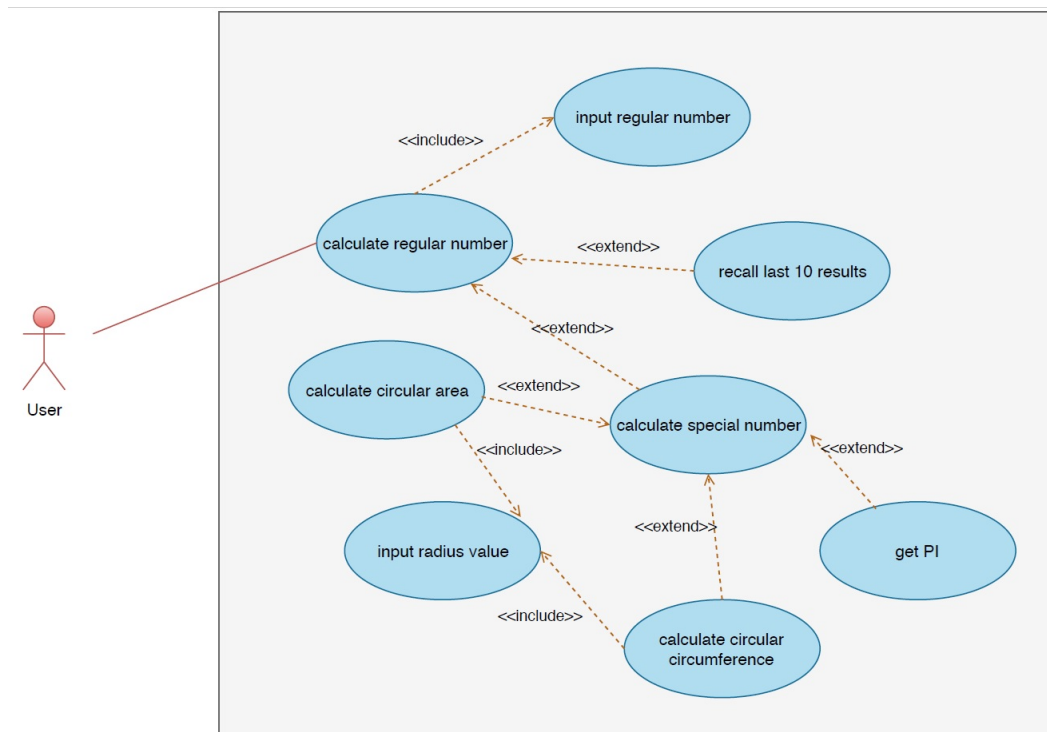 input regular number
<<include>>
calculate regular number
<<extend>>
recall last 10 results
<<extend>>
User
calculate circular area
<<extend>>
calculate special number
<<include>>
<<extend>>
input radius value
<<extend>>
get PI
<<include>>
calculate circular
circumference